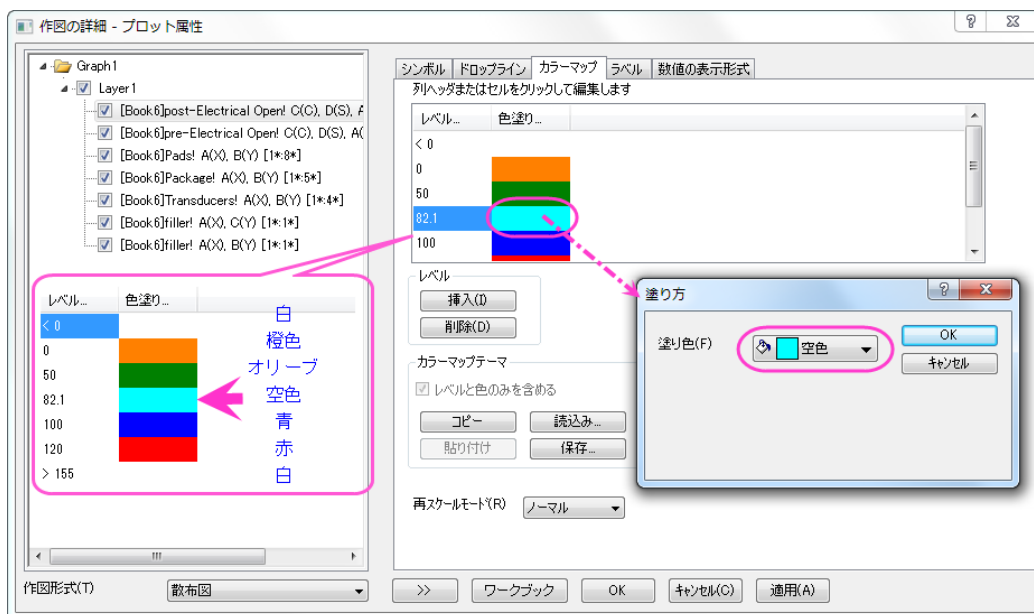 作図の詳細 - プロット属性
Graph1
Layer1
[Book6]post-Electrical Open! C(C), D(S), A
[Book6]pre-Electrical Open! C(C), D(S), A(
[Book6]Pads! A(X), B(Y) [1*:8*]
[Book6]Package! A(X), B(Y) [1*:5*]
[Book6]Transducers! A(X), B(Y) [1*:4*]
[Book6]filler! A(X), C(Y) [1*:1*]
[Book6]filler! A(X), B(Y) [1*:1*]
レベル... 色塗り...
< 0 白
0 橙色
50 オリーブ
82.1 空色
100 青
120 赤
> 155 白
作図形式(T) 散布図
シンボル ドロップライン カラーマップ ラベル 数値の表示形式
列ヘッダまたはセルをクリックして編集します
レベル... 色塗り...
< 0
0
50
82.1
100
レベル
挿入(I)
削除(D)
カラーマップテーマ
レベルと色のみを含める
コピー 読込み...
貼り付け 保存...
再スケールモード(R) ノーマル
>> ワークブック OK キャンセル(C) 適用(A)
塗り方
塗り色(F) 空色
OK
キャンセル